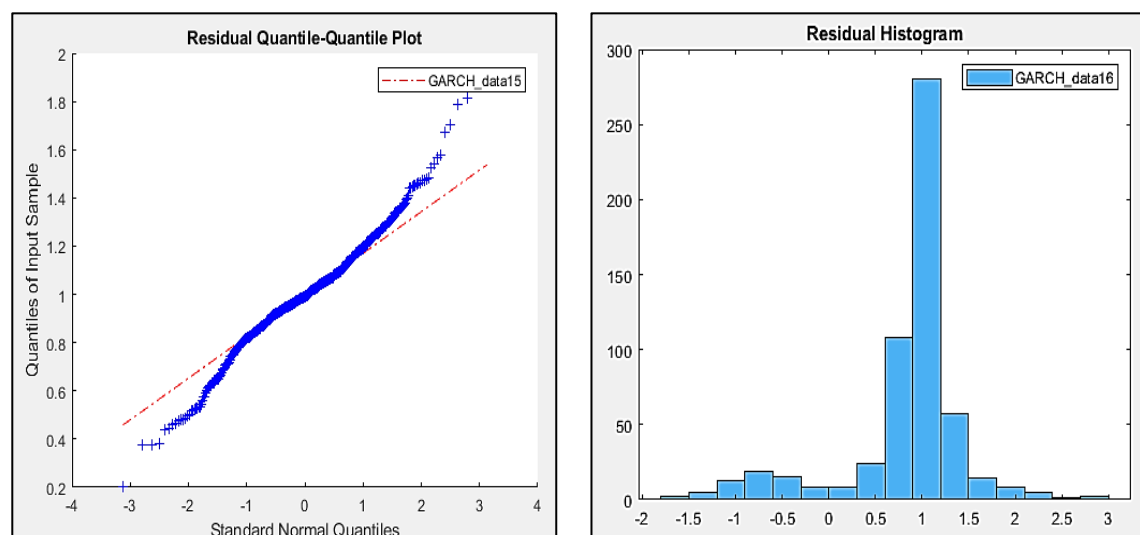 Residual Quantile-Quantile Plot
GARCH_data15
Quantiles of Input Sample
2
1.8
1.6
1.4
1.2
1
0.8
0.6
0.4
0.2
-4 -3 -2 -1 0 1 2 3 4
Standard Normal Quantiles
Residual Histogram
GARCH_data16
300
250
200
150
100
50
0
-2 -1.5 -1 -0.5 0 0.5 1 1.5 2 2.5 3